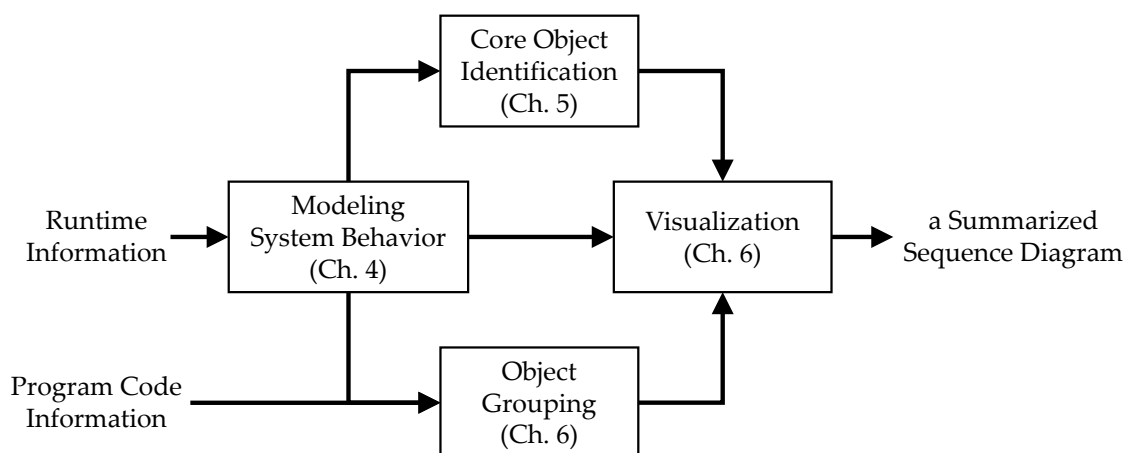 Core Object
Identification
(Ch. 5)
Runtime
Information
Modeling
System Behavior
(Ch. 4)
Visualization
(Ch. 6)
a Summarized
Sequence Diagram
Program Code
Information
Object
Grouping
(Ch. 6)